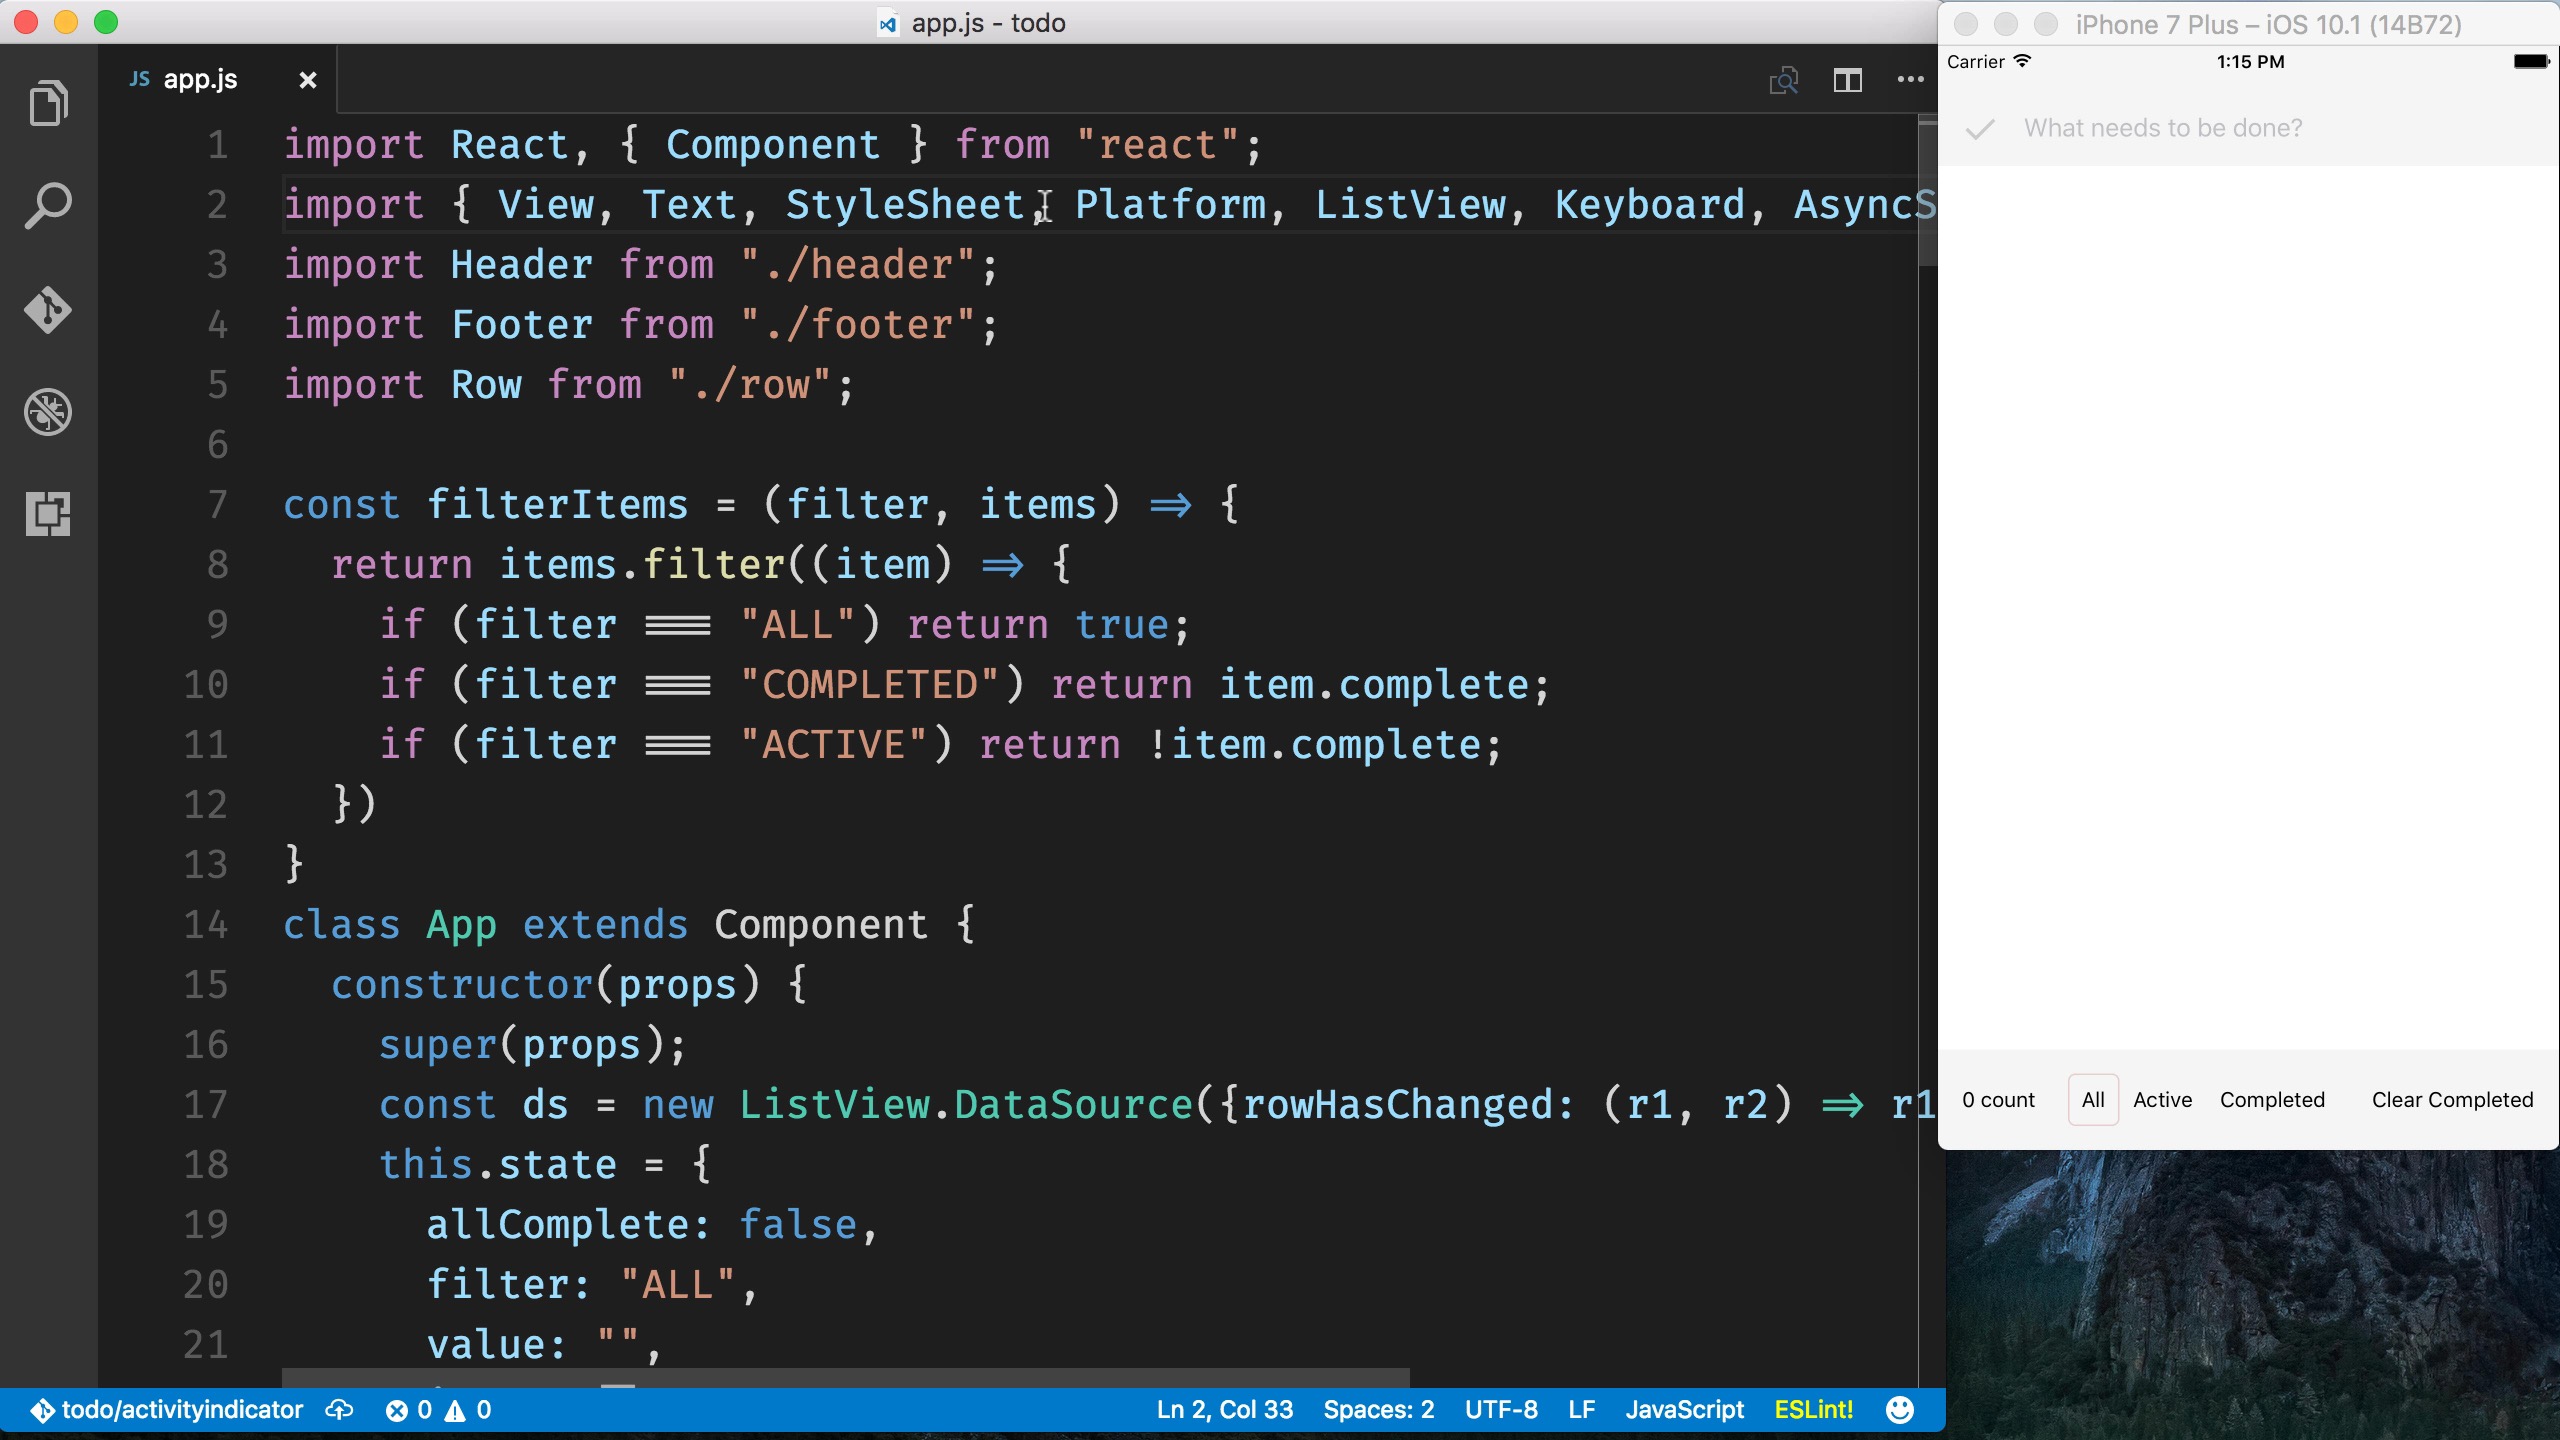 app.js - todo
JS app.js
1 import React, { Component } from "react";
2 import { View, Text, StyleSheet, Platform, ListView, Keyboard, AsyncS
3 import Header from "./header";
4 import Footer from "./footer";
5 import Row from "./row";
6
7 const filterItems = (filter, items) => {
8 return items.filter((item) => {
9 if (filter === "ALL") return true;
10 if (filter === "COMPLETED") return item.complete;
11 if (filter === "ACTIVE") return !item.complete;
12 })
13 }
14 class App extends Component {
15 constructor(props) {
16 super(props);
17 const ds = new ListView.DataSource({rowHasChanged: (r1, r2) => r1
18 this.state = {
19 allComplete: false,
20 filter: "ALL",
21 value: "",
todo/activityindicator 0 0 Ln 2, Col 33 Spaces: 2 UTF-8 LF JavaScript ESLint!
iPhone 7 Plus – iOS 10.1 (14B72)
Carrier 1:15 PM
What needs to be done?
0 count All Active Completed Clear Completed